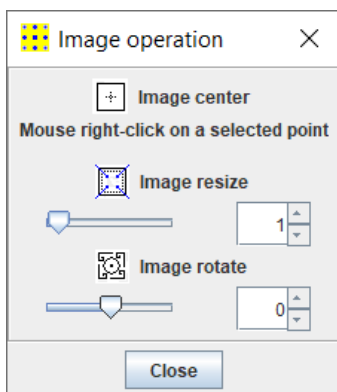 Image operation
Image center
Mouse right-click on a selected point
Image resize
1
Image rotate
0
Close